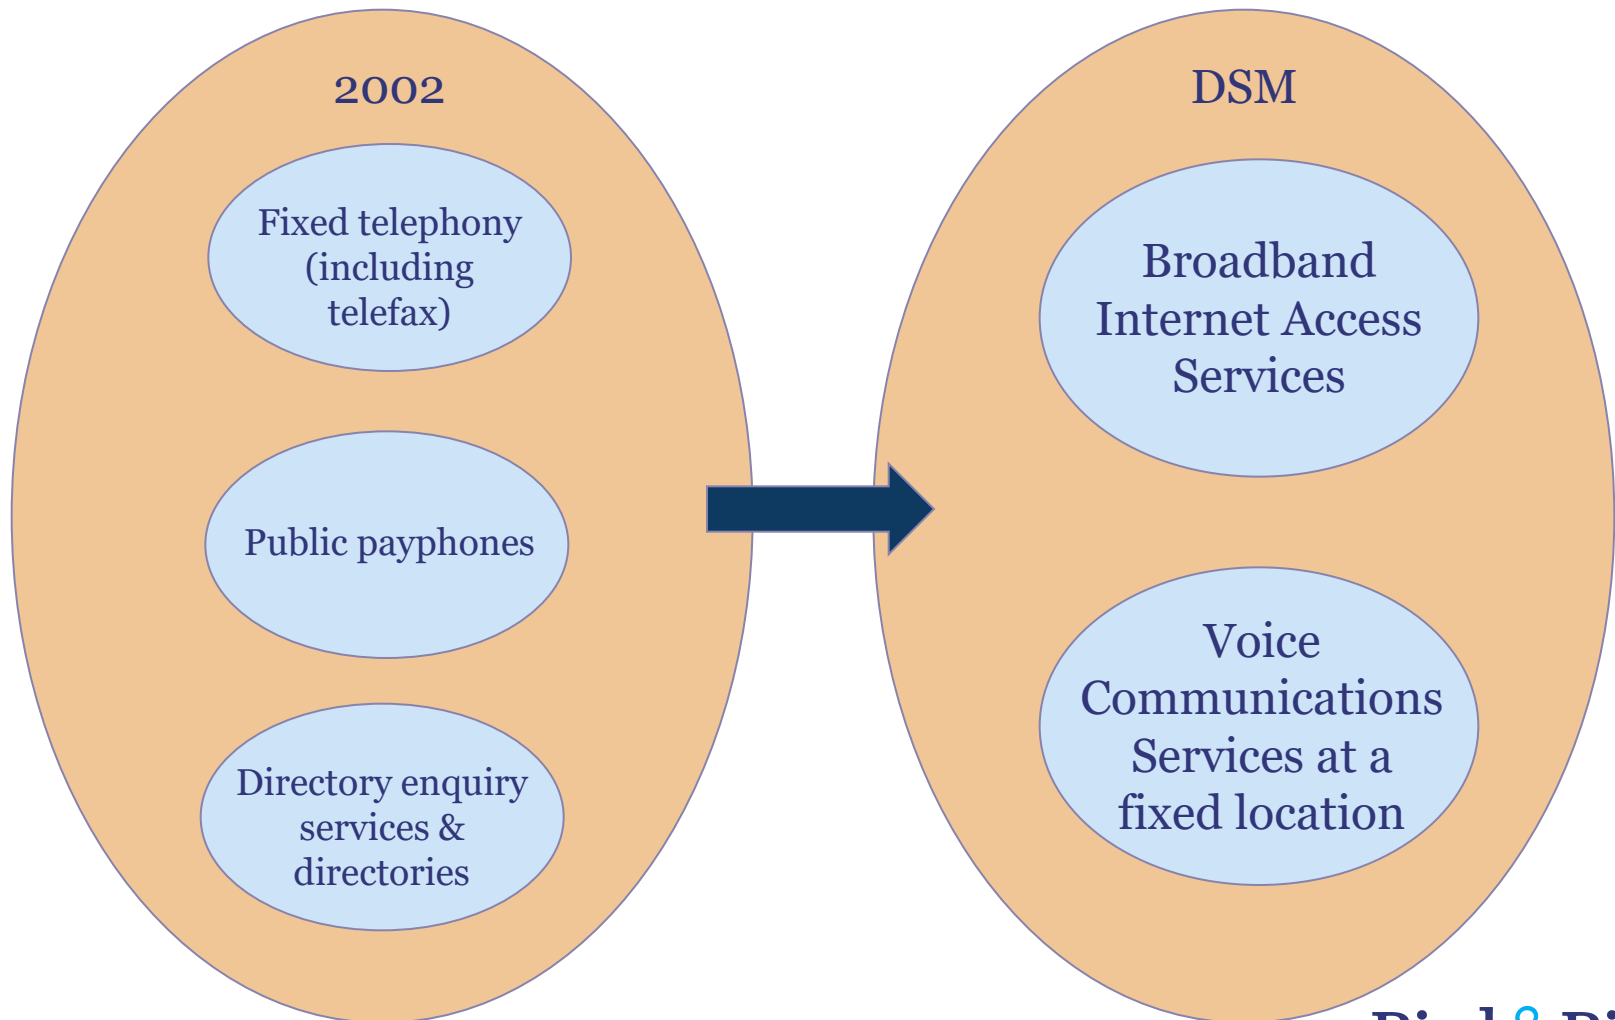 2002
Fixed telephony
(including
telefax)
Public payphones
Directory enquiry
services &
directories
DSM
Broadband
Internet Access
Services
Voice
Communications
Services at a
fixed location